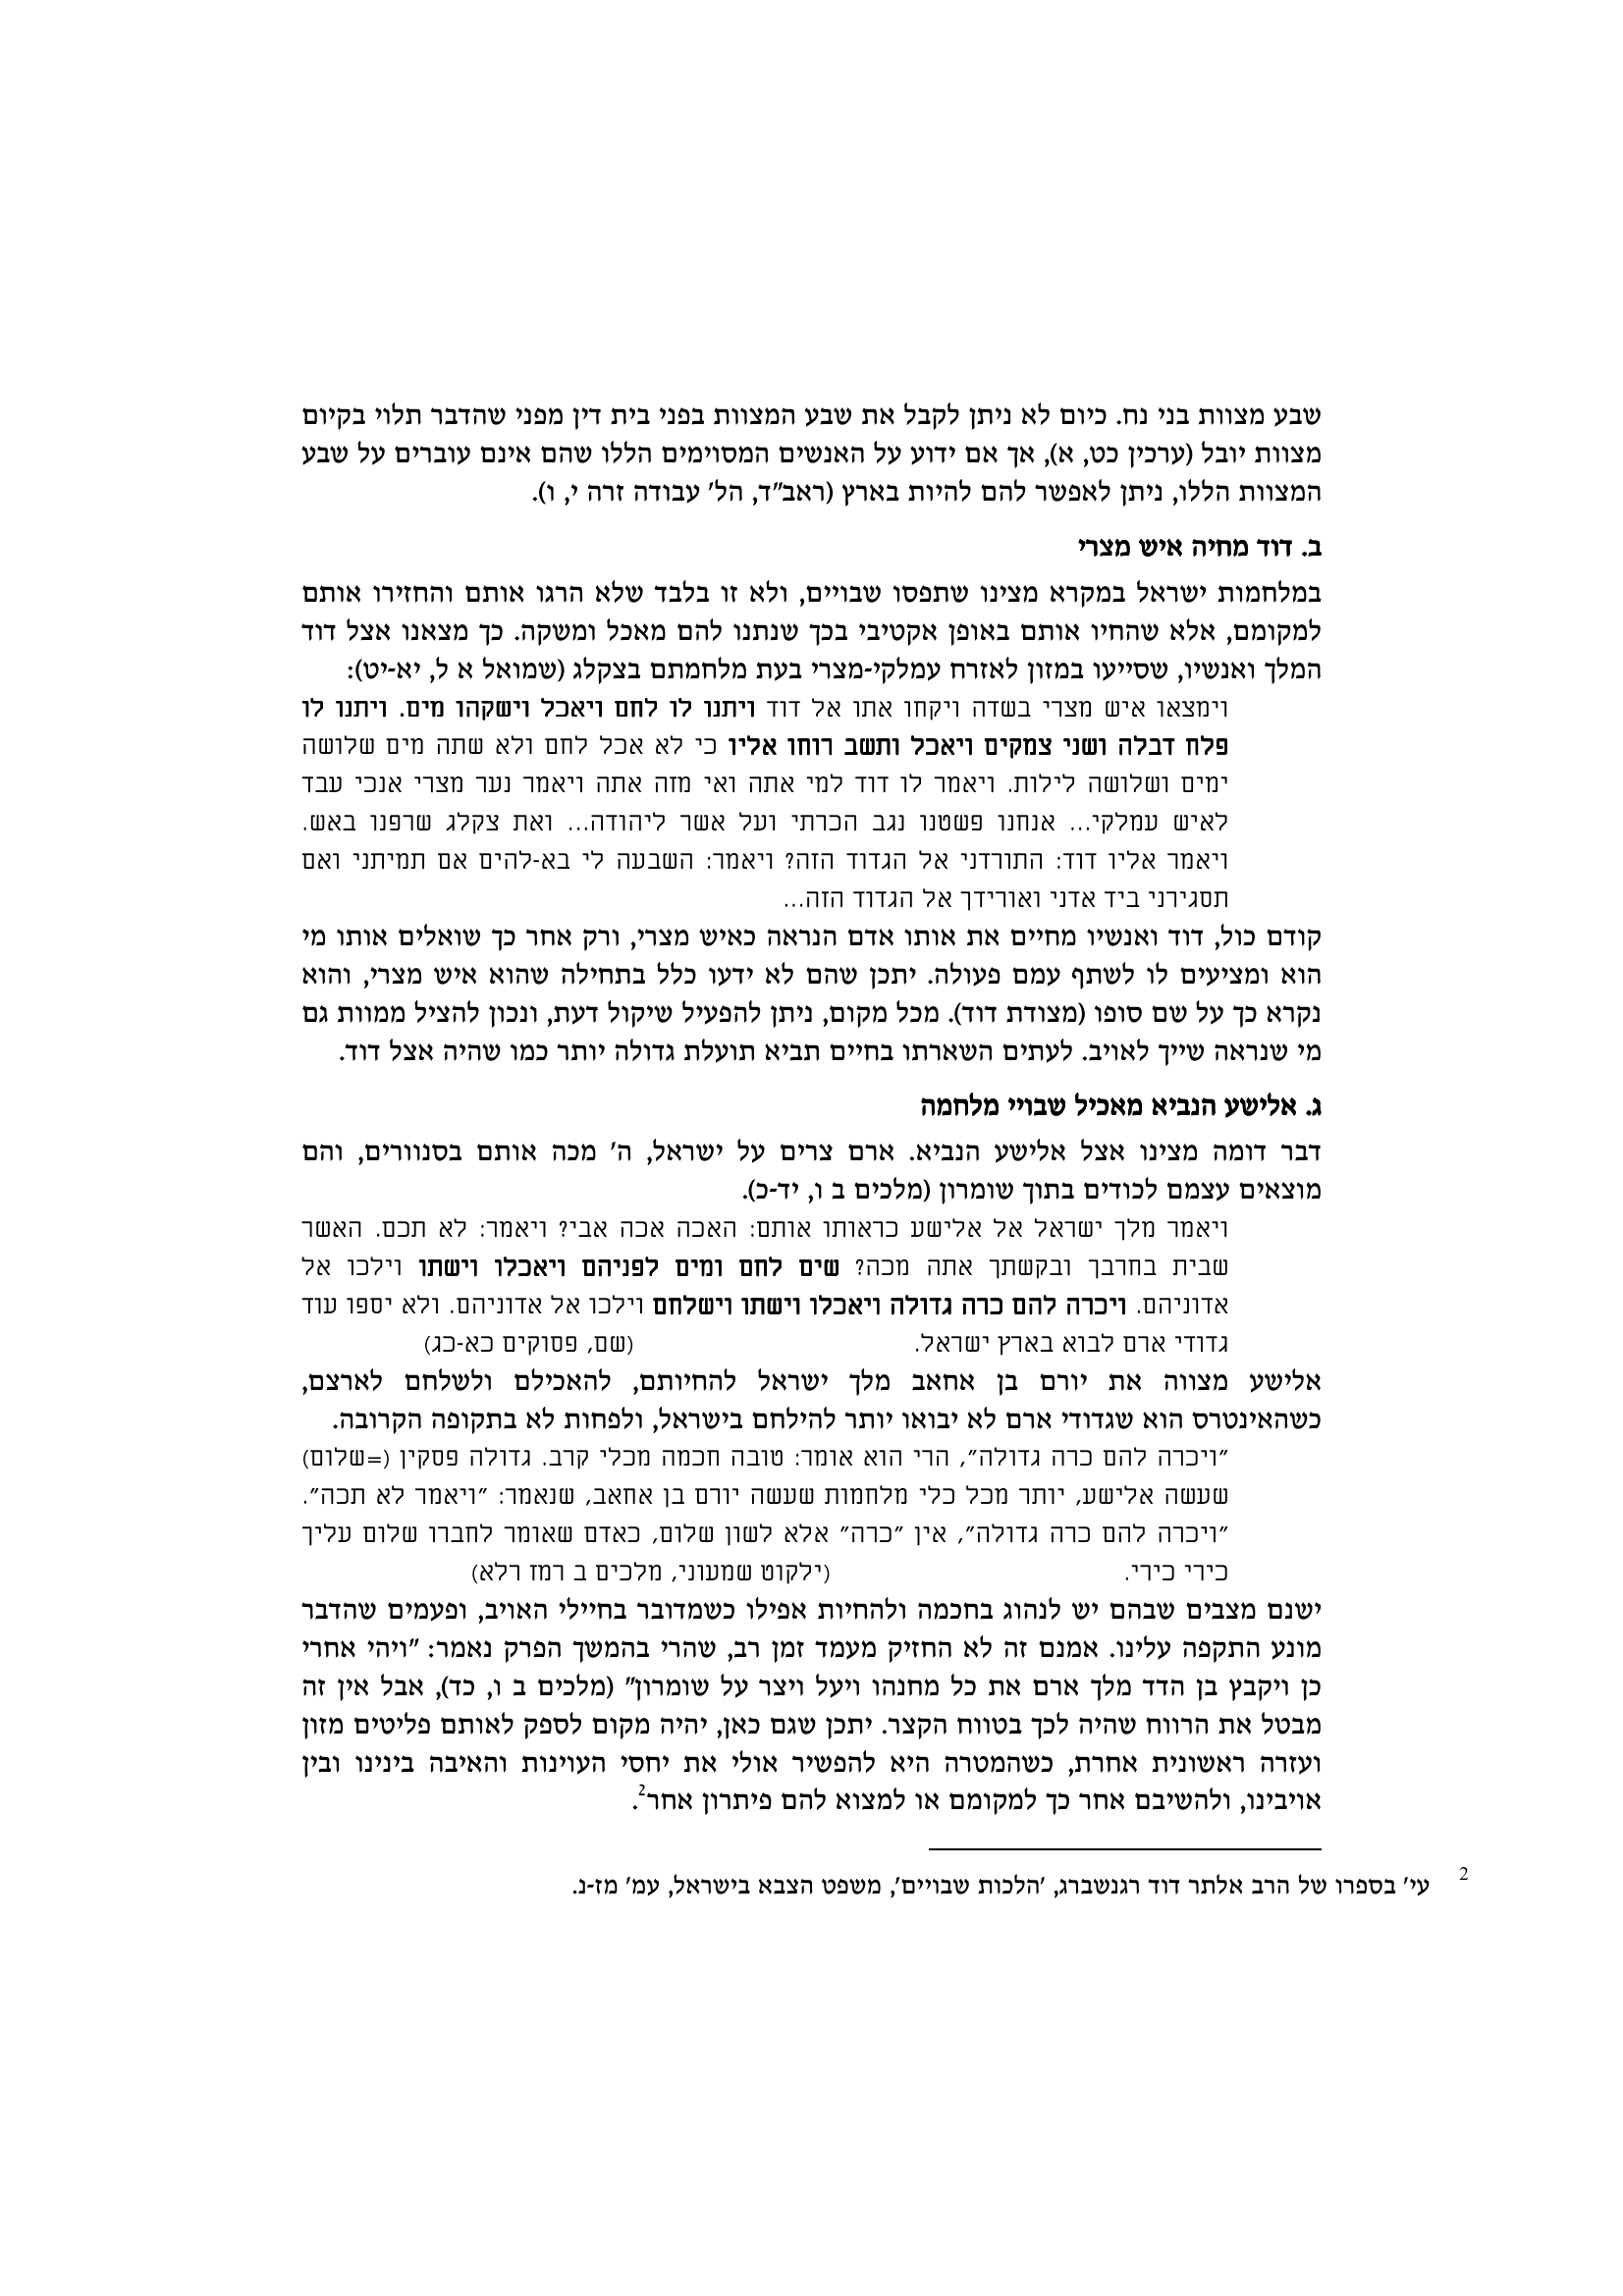 שבע מצוות בני נח. כיום לא ניתן לקבל את שבע המצוות בפני בית דין מפני שהדבר תלוי בקיום
מצוות יובל (ערכין כט, א), אך אם ידוע על האנשים המסוימים הללו שהם אינם עוברים על שבע
המצוות הללו, ניתן לאפשר להם להיות בארץ (ראב"ד, הל' עבודה זרה י, ו).
ב. דוד מחיה איש מצרי
במלחמות ישראל במקרא מצינו שתפסו שבויים, ולא זו בלבד שלא הרגו אותם והחזירו אותם
למקומם, אלא שהחיו אותם באופן אקטיבי בכך שנתנו להם מאכל ומשקה. כך מצאנו אצל דוד
המלך ואנשיו, שסייעו במזון לאזרח עמלקי-מצרי בעת מלחמתם בצקלג (שמואל א ל, יא-יט):
וימצאו איש מצרי בשדה ויקחו אתו אל דוד ויתנו לו לחם ויאכל וישקהו מים. ויתנו לו
פלח דבלה ושני צמקים ויאכל ותשב רוחו אליו כי לא אכל לחם ולא שתה מים שלושה
ימים ושלושה לילות. ויאמר לו דוד למי אתה ואי מזה אתה ויאמר נער מצרי אנכי עבד
לאיש עמלקי... אנחנו פשטנו נגב הכרתי ועל אשר ליהודה... ואת צקלג שרפנו באש.
ויאמר אליו דוד: התורדני אל הגדוד הזה? ויאמר: השבעה לי בא-להים אם תמיתני ואם
תסגירני ביד אדני ואורידך אל הגדוד הזה...
קודם כול, דוד ואנשיו מחיים את אותו אדם הנראה כאיש מצרי, ורק אחר כך שואלים אותו מי
הוא ומציעים לו לשתף עמם פעולה. יתכן שהם לא ידעו כלל בתחילה שהוא איש מצרי, והוא
נקרא כך על שם סופו (מצודת דוד). מכל מקום, ניתן להפעיל שיקול דעת, ונכון להציל ממוות גם
מי שנראה שייך לאויב. לעתים השארתו בחיים תביא תועלת גדולה יותר כמו שהיה אצל דוד.
ג. אלישע הנביא מאכיל שבויי מלחמה
דבר דומה מצינו אצל אלישע הנביא. ארם צרים על ישראל, ה' מכה אותם בסנוורים, והם
מוצאים עצמם לכודים בתוך שומרון (מלכים ב ו, יד-כ).
ויאמר מלך ישראל אל אלישע כראותו אותם: האכה אכה אבי? ויאמר: לא תכם. האשר
שבית בחרבך ובקשתך אתה מכה? שים לחם ומים לפניהם ויאכלו וישתו וילכו אל
אדוניהם. ויכרה להם כרה גדולה ויאכלו וישתו וישלחם וילכו אל אדוניהם. ולא יספו עוד
גדודי ארם לבוא בארץ ישראל. (שם, פסוקים כא-כג)
אלישע מצווה את יורם בן אחאב מלך ישראל להחיותם, להאכילם ולשלחם לארצם,
כשהאינטרס הוא שגדודי ארם לא יבואו יותר להילחם בישראל, ולפחות לא בתקופה הקרובה.
"ויכרה להם כרה גדולה", הרי הוא אומר: טובה חכמה מכלי קרב. גדולה פסקין (=שלום)
שעשה אלישע, יותר מכל כלי מלחמות שעשה יורם בן אחאב, שנאמר: "ויאמר לא תכה".
"ויכרה להם כרה גדולה", אין "כרה" אלא לשון שלום, כאדם שאומר לחברו שלום עליך
כירי כירי. (ילקוט שמעוני, מלכים ב רמז רלא)
ישנם מצבים שבהם יש לנהוג בחכמה ולהחיות אפילו כשמדובר בחיילי האויב, ופעמים שהדבר
מונע התקפה עלינו. אמנם זה לא החזיק מעמד זמן רב, שהרי בהמשך הפרק נאמר: "ויהי אחרי
כן ויקבץ בן הדד מלך ארם את כל מחנהו ויעל ויצר על שומרון" (מלכים ב ו, כד), אבל אין זה
מבטל את הרווח שהיה לכך בטווח הקצר. יתכן שגם כאן, יהיה מקום לספק לאותם פליטים מזון
ועזרה ראשונית אחרת, כשהמטרה היא להפשיר אולי את יחסי העוינות והאיבה בינינו ובין
אויבינו, ולהשיבם אחר כך למקומם או למצוא להם פיתרון אחר2.
2 עי' בספרו של הרב אלתר דוד רגנשברג, 'הלכות שבויים', משפט הצבא בישראל, עמ' מז-נ.